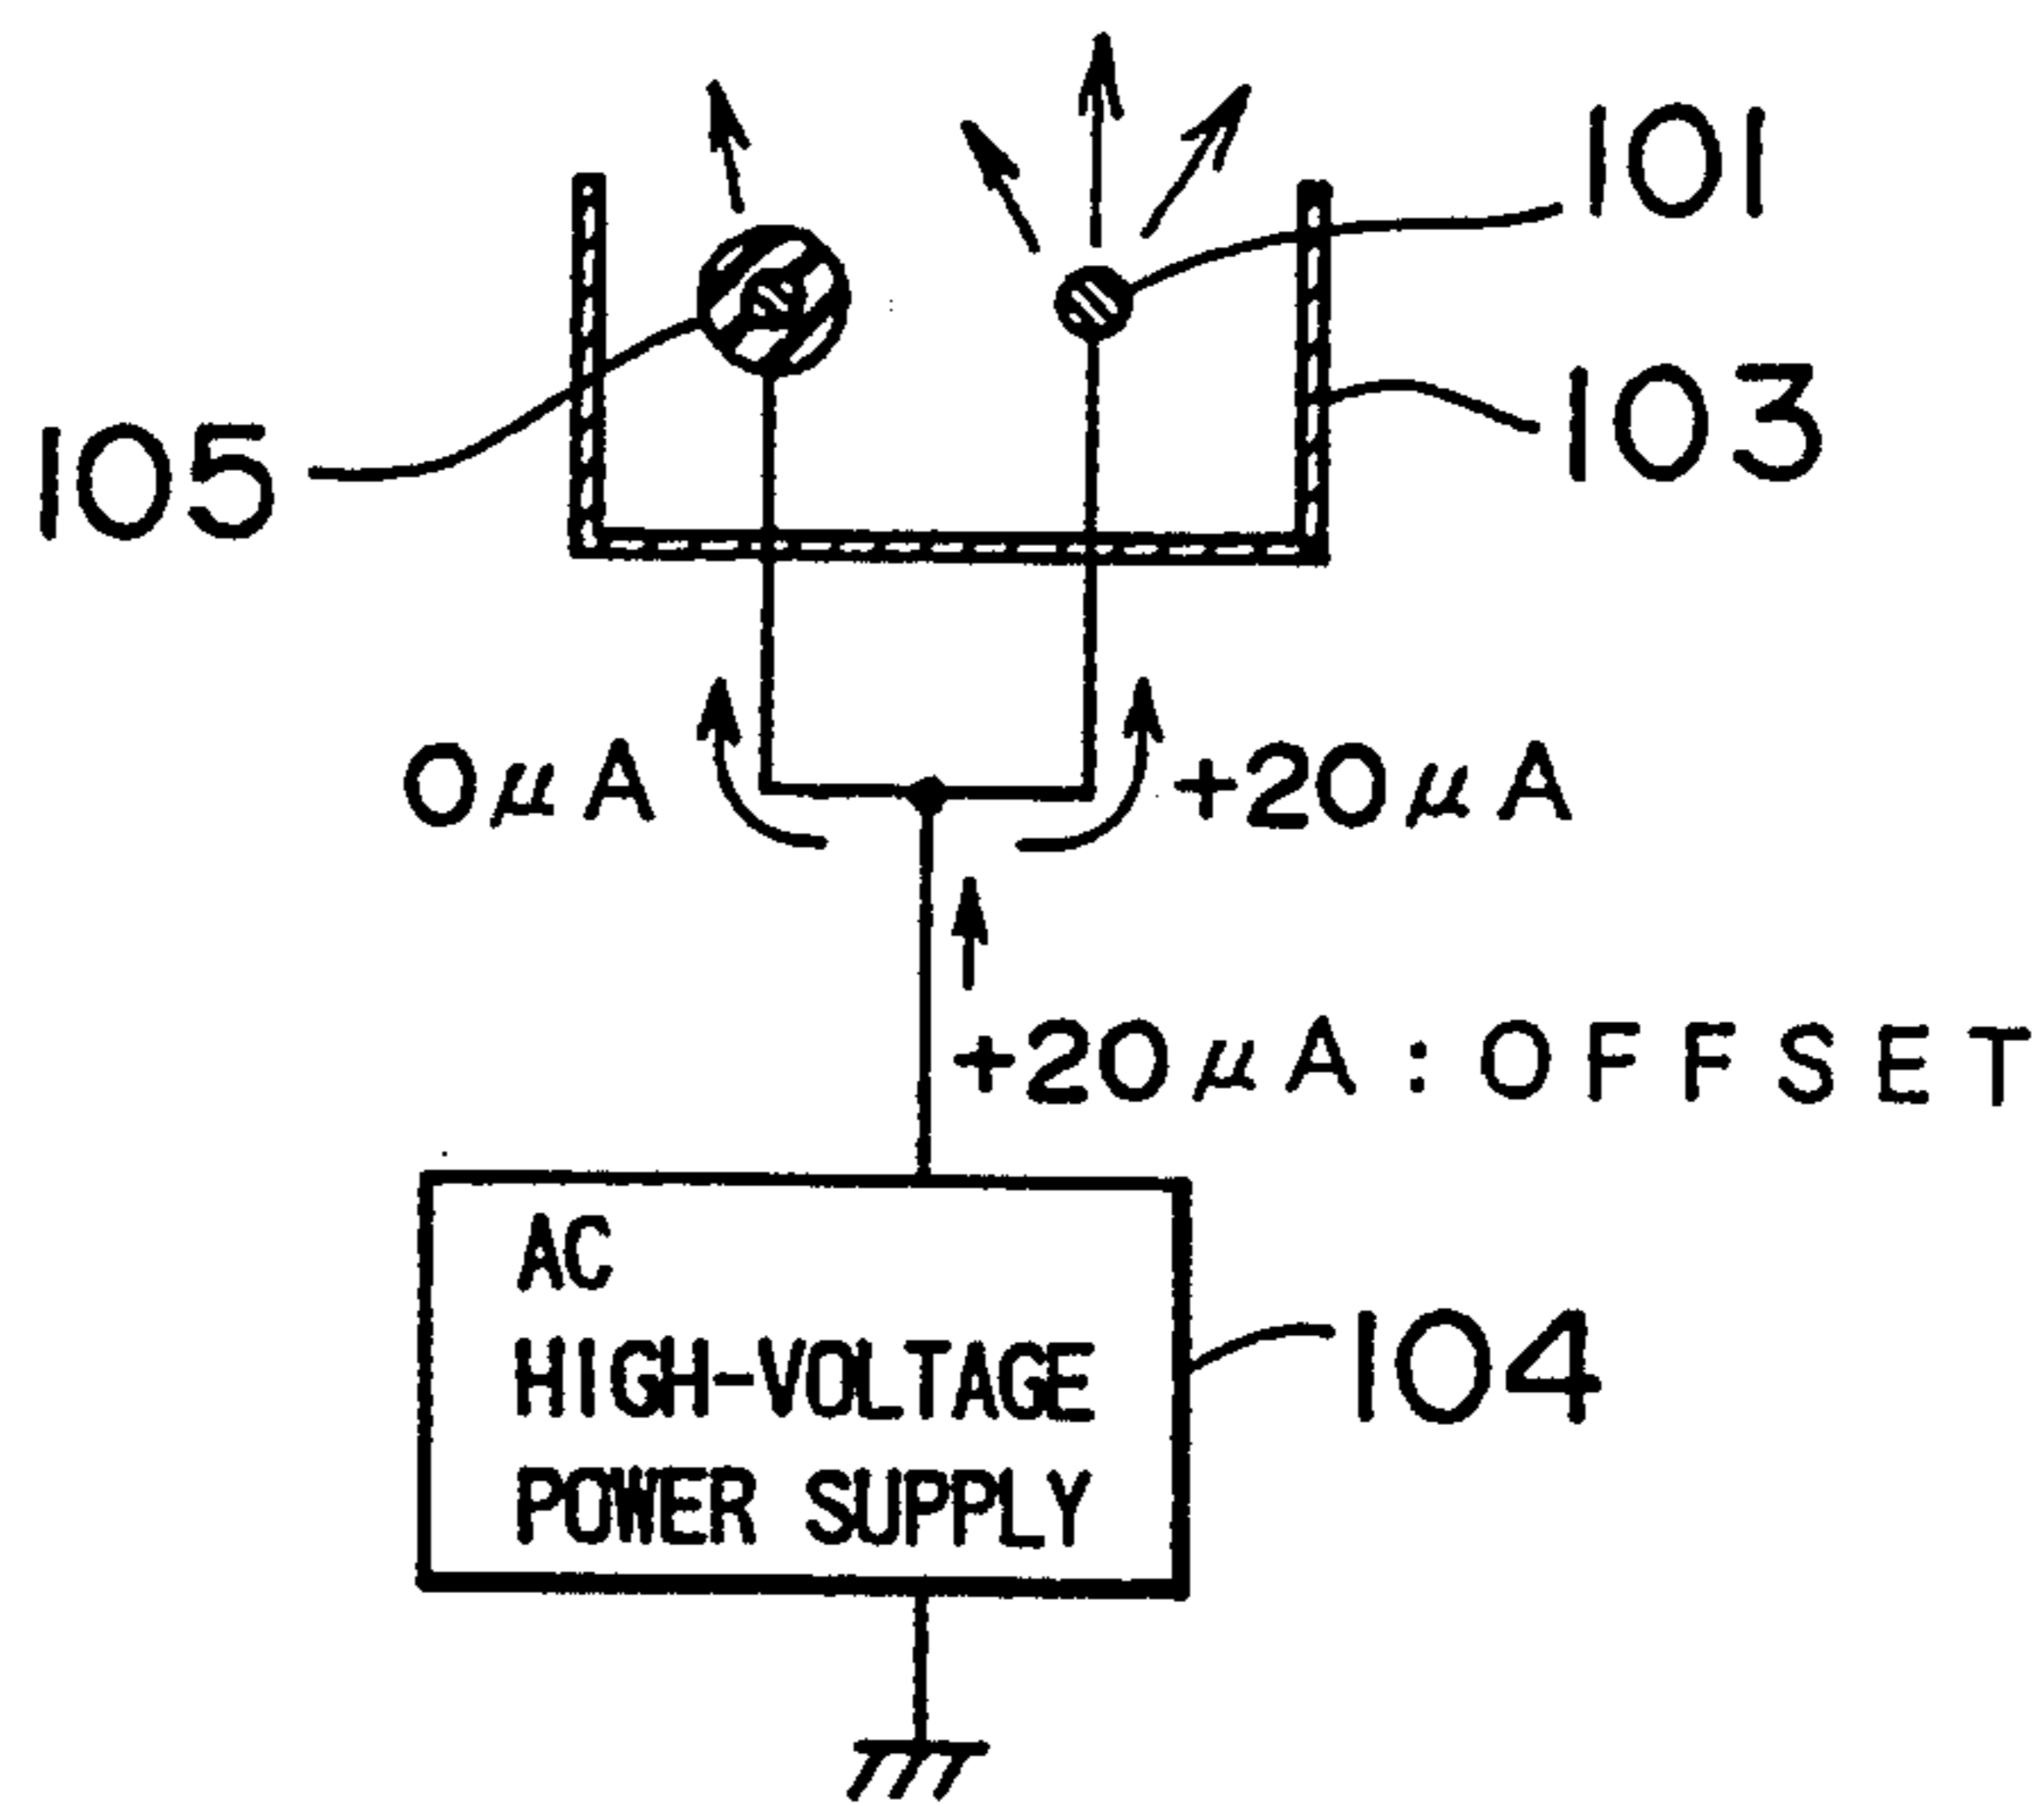 101
103
105
0μA
+20μA
+20μA:OFFSET
AC
HIGH-VOLTAGE
POWER SUPPLY
104